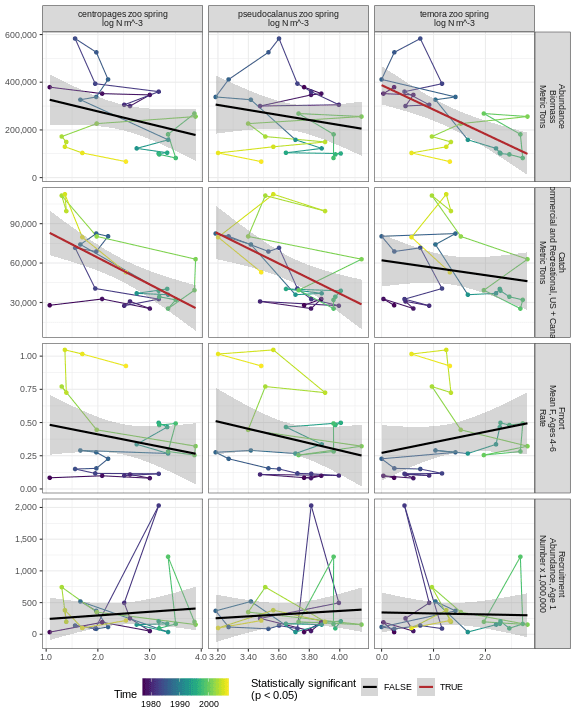 centropages zoo spring
log N m^-3
pseudocalanus zoo spring
log N m^-3
temora zoo spring
log N m^-3
600,000
400,000
200,000
0
Abundance
Biomass
Metric Tons
90,000
60,000
30,000
Catch
ommercial and Recreational, US + Cana
Metric Tons
1.00
0.75
0.50
0.25
0.00
Fmort
Mean F, Ages 4-6
Rate
2,000
1,500
1,000
500
0
Recruitment
Abundance, Age 1
Number x 1,000,000
1.0 2.0 3.0 4.0
3.20 3.40 3.60 3.80 4.00
0.0 1.0 2.0
Time
1980 1990 2000
Statistically significant
(p < 0.05)
FALSE
TRUE